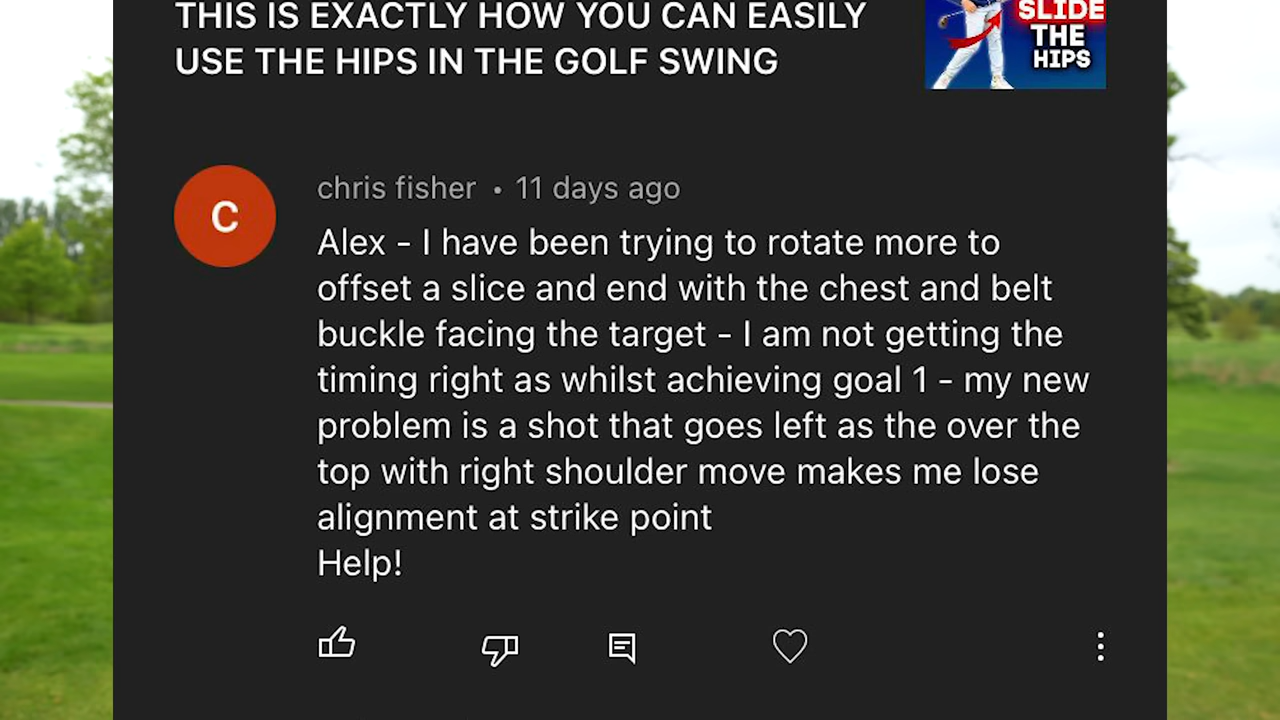 THIS IS EXACTLY HOW YOU CAN EASILY
USE THE HIPS IN THE GOLF SWING
SLIDE
THE
HIPS
C
chris fisher • 11 days ago
Alex - I have been trying to rotate more to
offset a slice and end with the chest and belt
buckle facing the target - I am not getting the
timing right as whilst achieving goal 1 - my new
problem is a shot that goes left as the over the
top with right shoulder move makes me lose
alignment at strike point
Help!